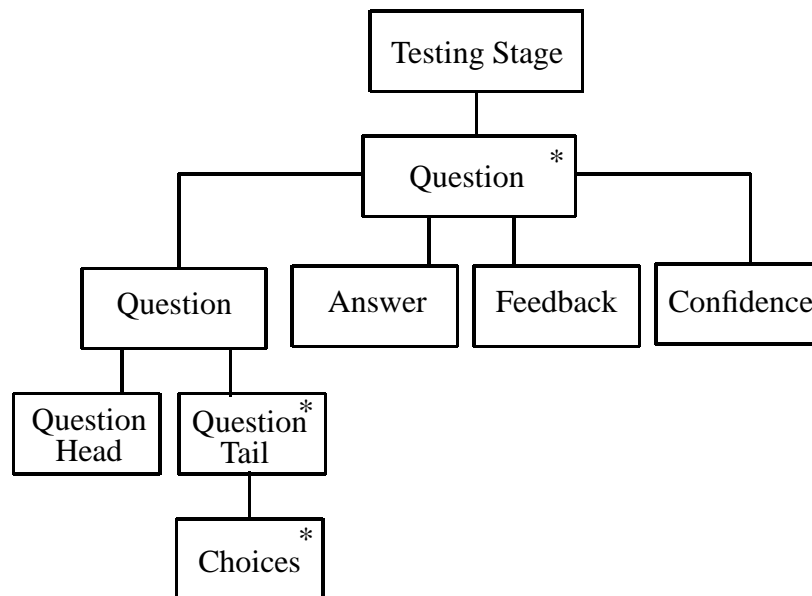 Testing Stage
Question *
Question
Answer
Feedback
Confidence
Question
Head
Question *
Tail
Choices *